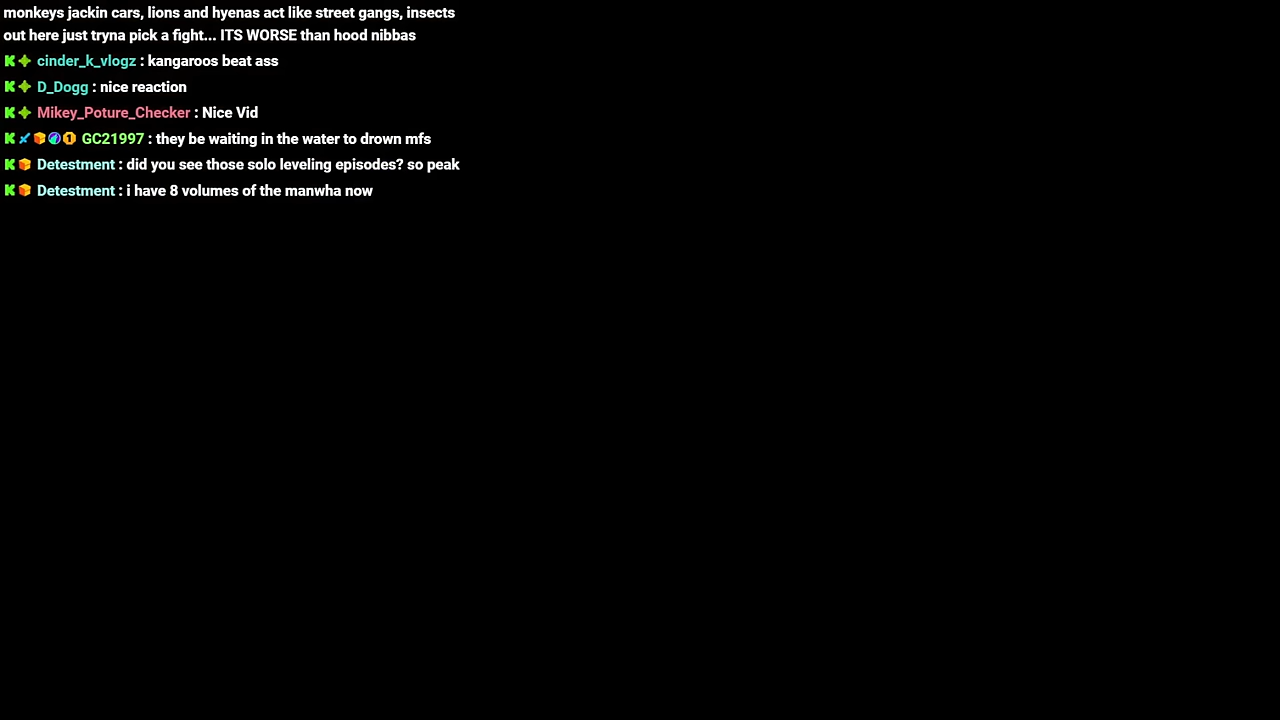 monkeys jackin cars, lions and hyenas act like street gangs, insects
out here just tryna pick a fight... ITS WORSE than hood nibbas
cinder_k_vlogz : kangaroos beat ass
D_Dogg : nice reaction
Mikey_Poture_Checker : Nice Vid
GC21997 : they be waiting in the water to drown mfs
Detestment : did you see those solo leveling episodes? so peak
Detestment : i have 8 volumes of the manwha now